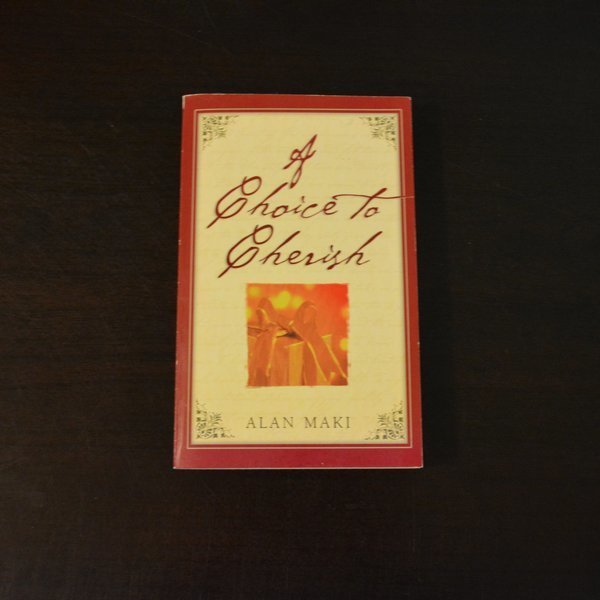 A
Choice to
Cherish
ALAN MAKI